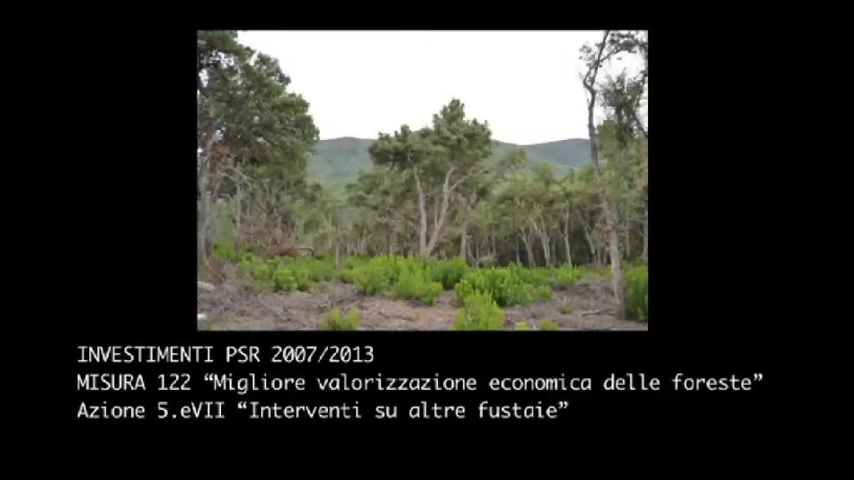 INVESTIMENTI PSR 2007/2013
MISURA 122 “Migliore valorizzazione economica delle foreste”
Azione 5.eVII “Interventi su altre fustaie”